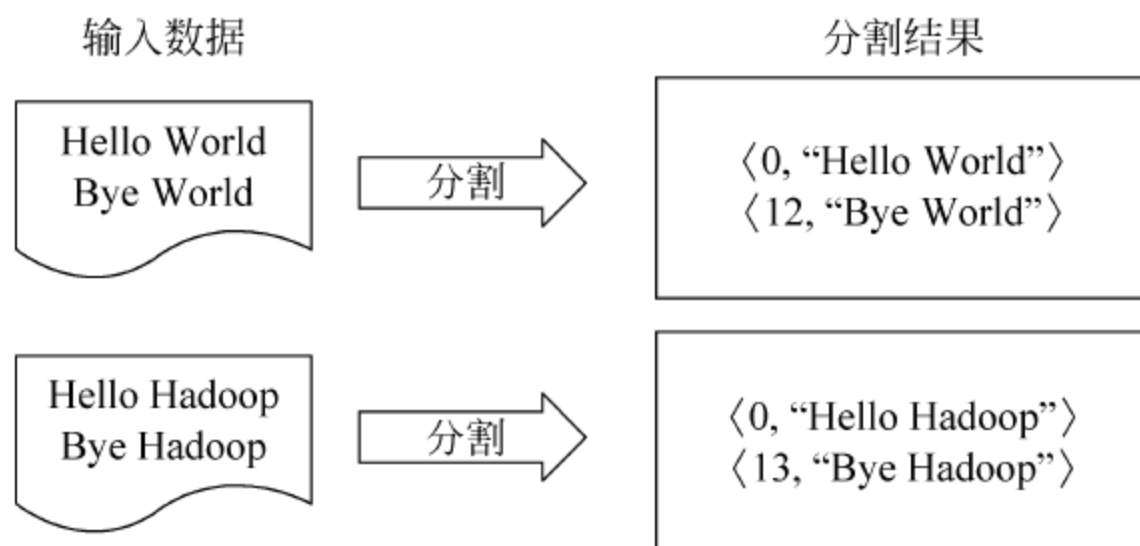 输入数据
分割结果
Hello World
Bye World
分割
〈0, “Hello World”〉
〈12, “Bye World”〉
Hello Hadoop
Bye Hadoop
分割
〈0, “Hello Hadoop”〉
〈13, “Bye Hadoop”〉